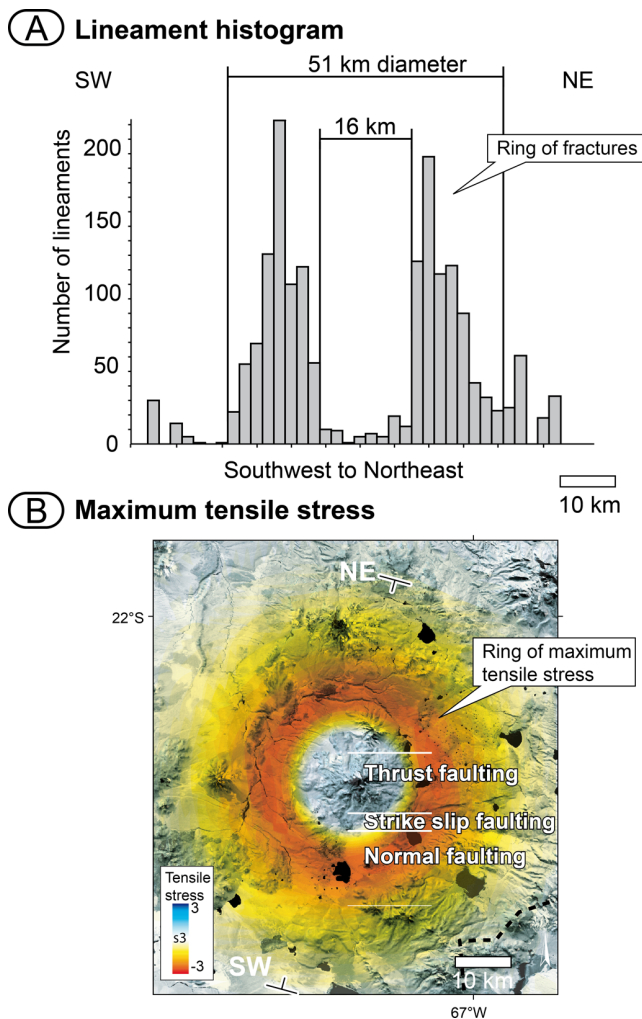 A Lineament histogram
SW
51 km diameter
NE
16 km
Ring of fractures
Number of lineaments
200
150
100
50
0
Southwest to Northeast
10 km
B Maximum tensile stress
NE
22°S
Ring of maximum
tensile stress
Thrust faulting
Strike slip faulting
Normal faulting
Tensile
stress
3
s3
-3
SW
10 km
67°W